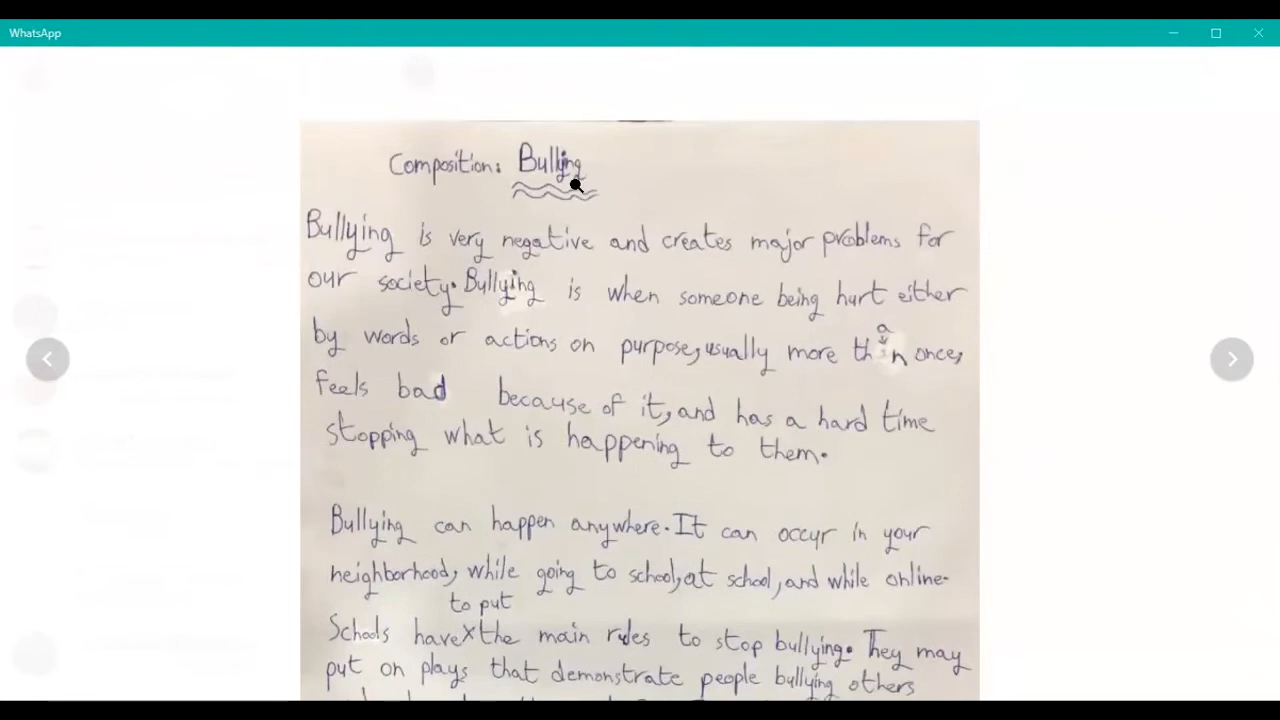 WhatsApp
Composition: Bullying
Bullying is very negative and creates major problems for
our society. Bullying is when someone being hurt either
by words or actions on purpose, usually more than once,
feels bad because of it, and has a hard time
stopping what is happening to them.
Bullying can happen anywhere. It can occur in your
neighborhood, while going to school, at school, and while online.
to put
Schools have x the main rules to stop bullying. They may
put on plays that demonstrate people bullying others